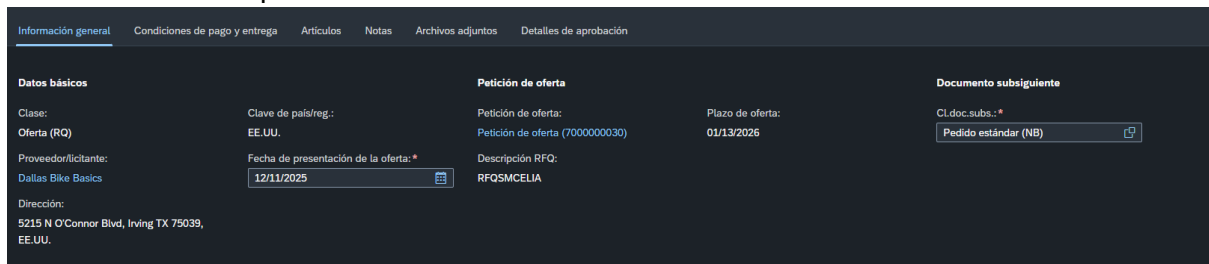 Información general Condiciones de pago y entrega Artículos Notas Archivos adjuntos Detalles de aprobación
Datos básicos Petición de oferta Documento subsiguiente
Clase: Clave de país/reg.: Petición de oferta: Plazo de oferta: Cl.doc.subs.:*
Oferta (RQ) EE.UU. Petición de oferta (7000000030) 01/13/2026 Pedido estándar (NB)
Proveedor/licitante: Fecha de presentación de la oferta:* Descripción RFQ:
Dallas Bike Basics 12/11/2025 RFQSMCELIA
Dirección:
5215 N O'Connor Blvd, Irving TX 75039,
EE.UU.